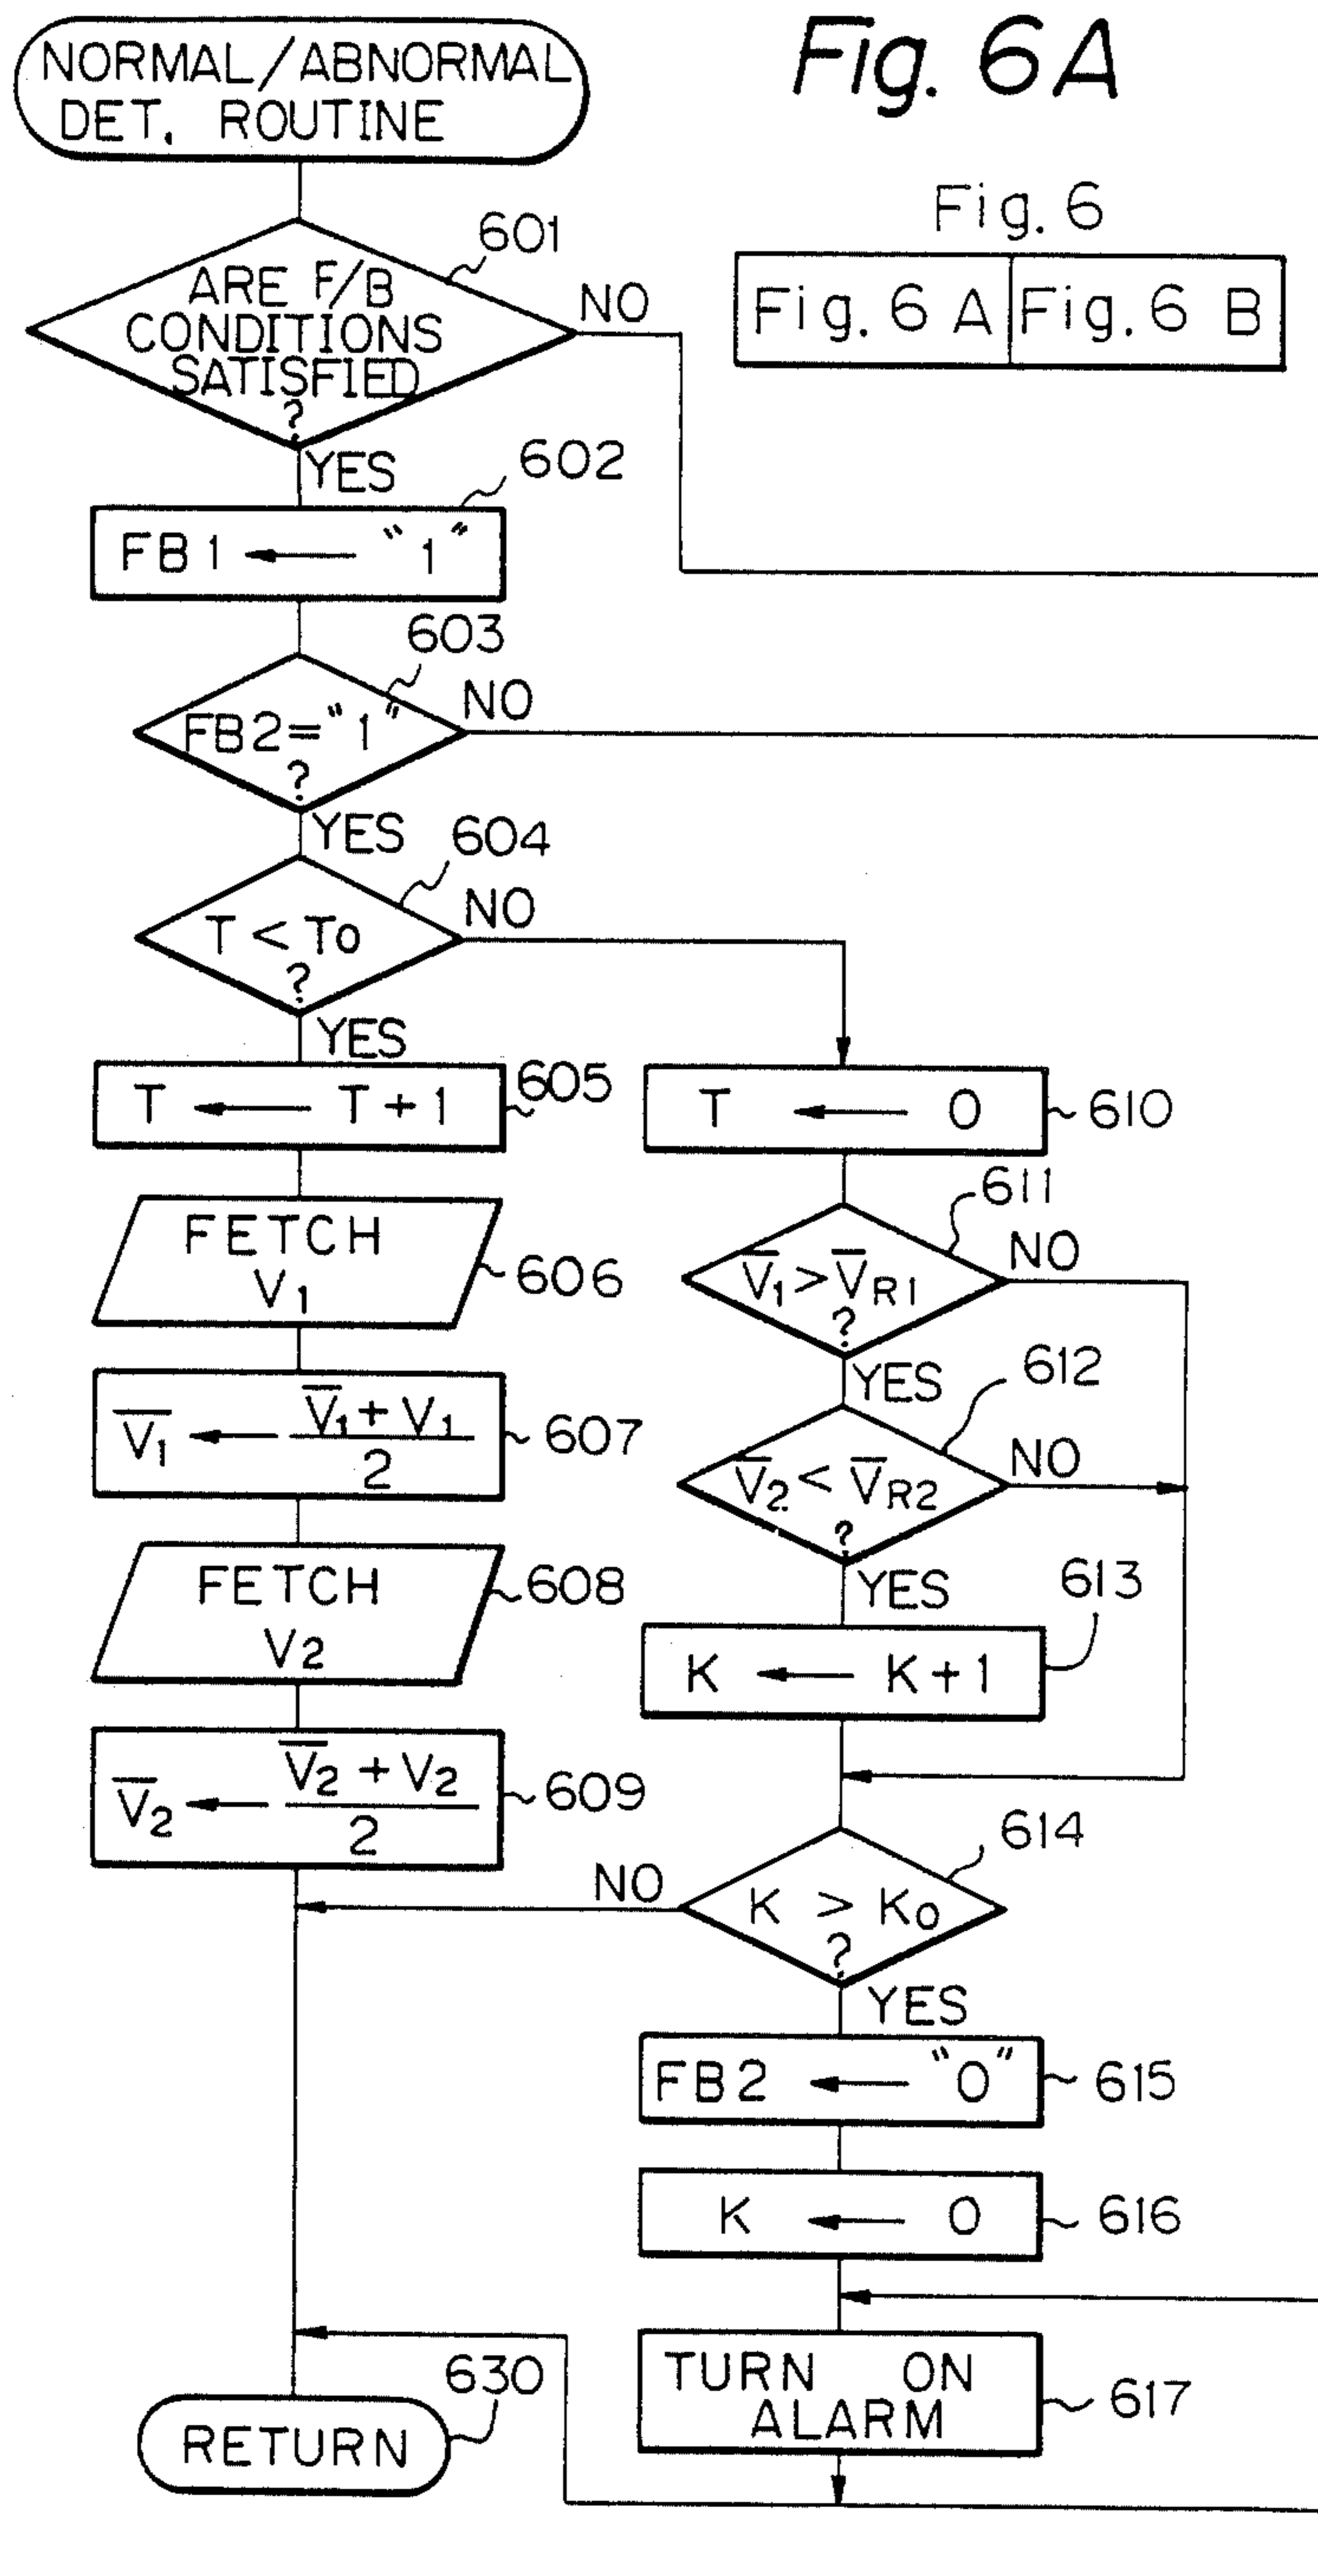 Fig. 6A
Fig. 6
Fig. 6 A Fig. 6 B
NORMAL/ABNORMAL
DET. ROUTINE
601
ARE F/B
CONDITIONS
SATISFIED
?
NO
YES
602
FB1 ← "1"
603
FB2="1"
?
NO
YES
604
T < To
?
NO
YES
T ← T+1
605
FETCH
V1
606
V̅1 ← V̅1 + V1
2
607
FETCH
V2
608
V̅2 ← V̅2 + V2
2
609
T ← 0
610
611
V̅1 > V̅R1
?
NO
YES
612
V̅2 < V̅R2
?
NO
YES
613
K ← K+1
614
K > Ko
?
NO
YES
FB2 ← "0"
615
K ← 0
616
TURN ON
ALARM
617
630
RETURN